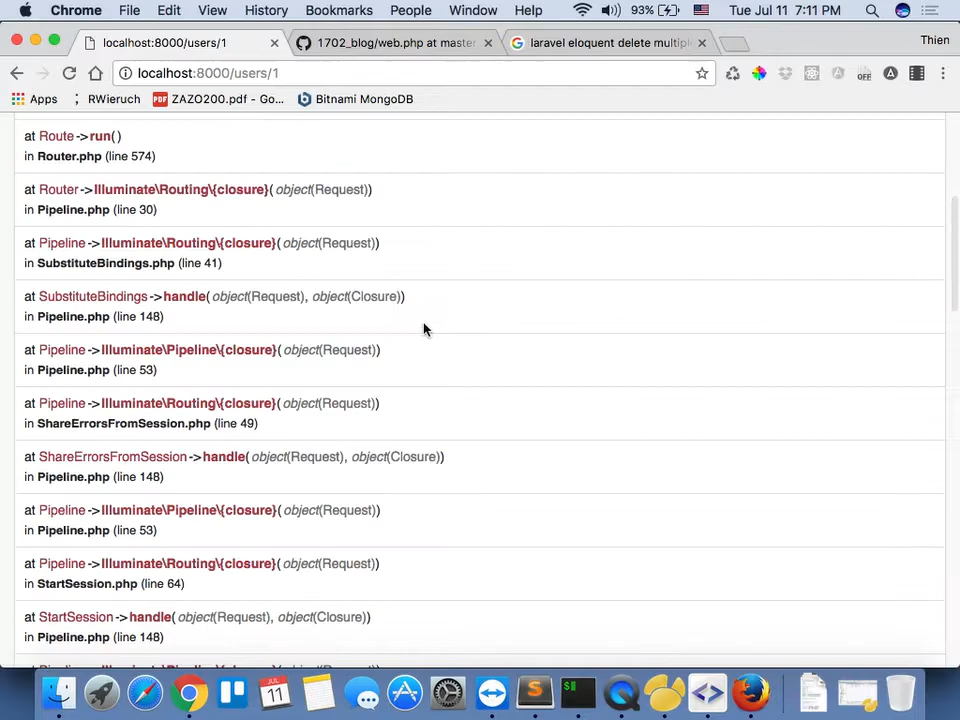 Chrome File Edit View History Bookmarks People Window Help 93% Tue Jul 11 7:11 PM
localhost:8000/users/1 1702_blog/web.php at master laravel eloquent delete multiple Thien
localhost:8000/users/1 OFF
Apps RWieruch PDF ZAZO200.pdf - Go... Bitnami MongoDB
at Route->run()
in Router.php (line 574)
at Router->Illuminate\Routing\{closure}(object(Request))
in Pipeline.php (line 30)
at Pipeline->Illuminate\Routing\{closure}(object(Request))
in SubstituteBindings.php (line 41)
at SubstituteBindings->handle(object(Request), object(Closure))
in Pipeline.php (line 148)
at Pipeline->Illuminate\Pipeline\{closure}(object(Request))
in Pipeline.php (line 53)
at Pipeline->Illuminate\Routing\{closure}(object(Request))
in ShareErrorsFromSession.php (line 49)
at ShareErrorsFromSession->handle(object(Request), object(Closure))
in Pipeline.php (line 148)
at Pipeline->Illuminate\Pipeline\{closure}(object(Request))
in Pipeline.php (line 53)
at Pipeline->Illuminate\Routing\{closure}(object(Request))
in StartSession.php (line 64)
at StartSession->handle(object(Request), object(Closure))
in Pipeline.php (line 148)
JUL
11